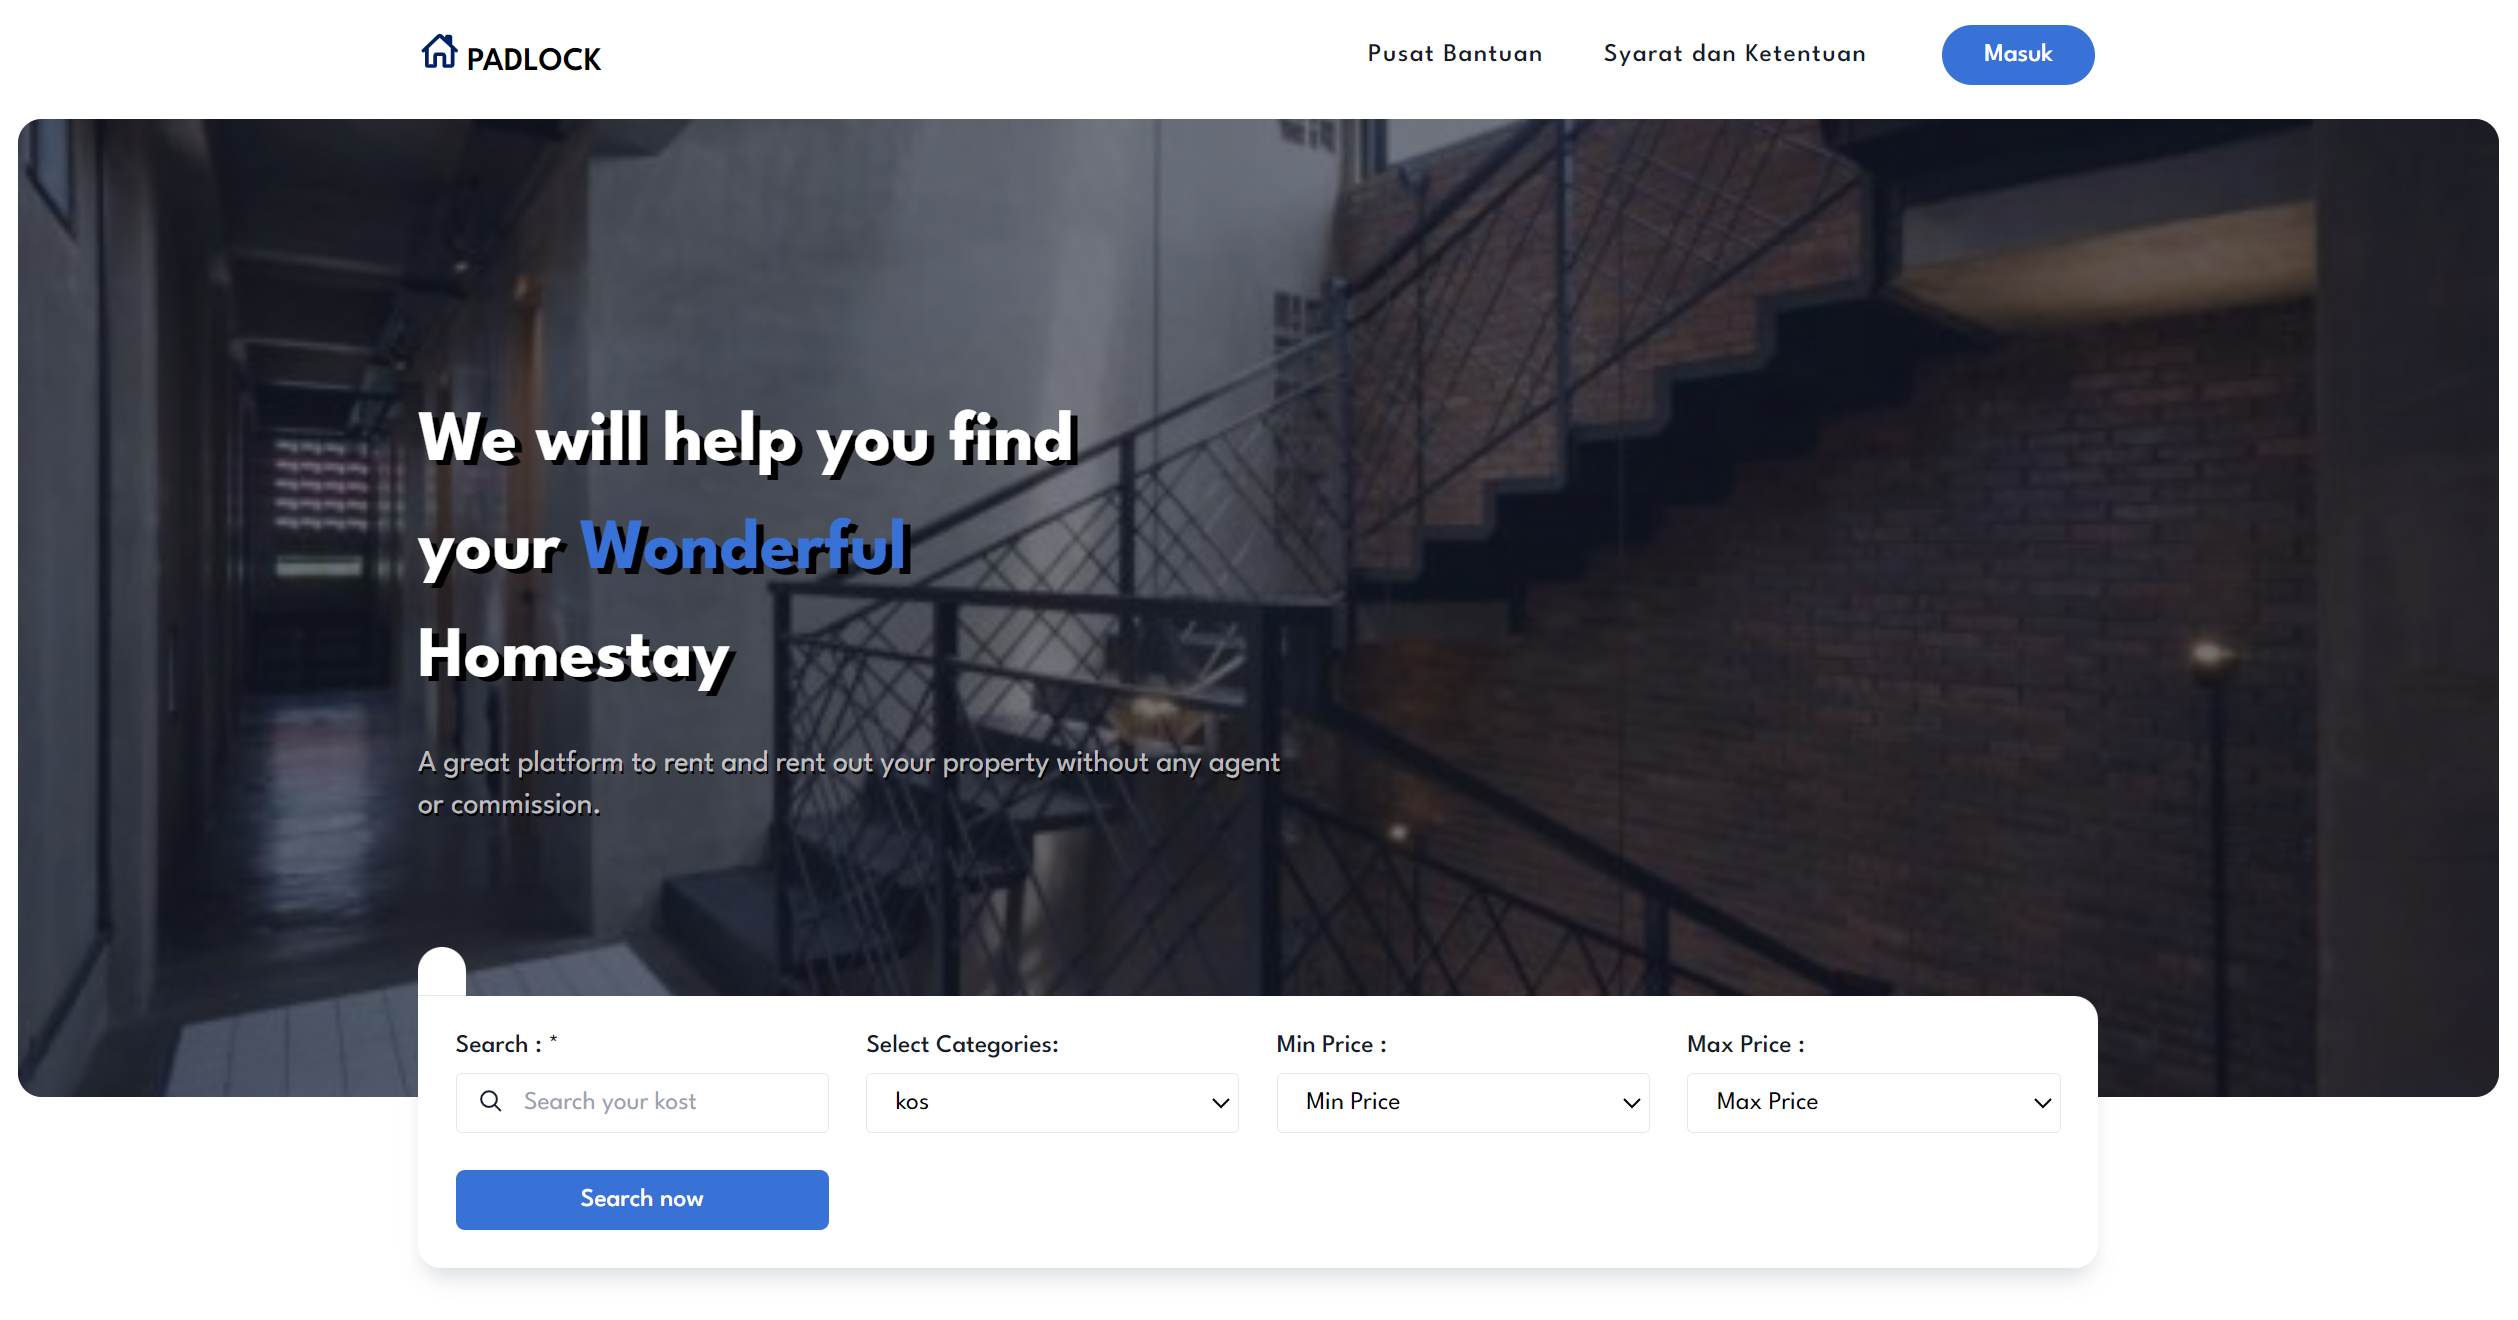 PADLOCK
Pusat Bantuan
Syarat dan Ketentuan
Masuk
We will help you find
your Wonderful
Homestay
A great platform to rent and rent out your property without any agent
or commission.
Search : *
Select Categories:
Min Price :
Max Price :
Search your kost
kos
Min Price
Max Price
Search now